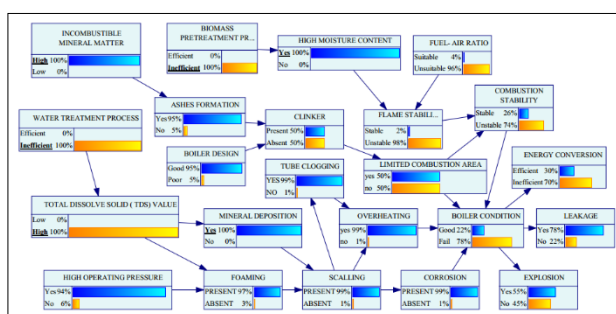 INCOMBUSTIBLE
MINERAL MATTER
High 100%
Low 0%
BIOMASS
PRETREATMENT PR...
Efficient 0%
Inefficient 100%
HIGH MOISTURE CONTENT
Yes 100%
No 0%
FUEL- AIR RATIO
Suitable 4%
Unsuitable 96%
WATER TREATMENT PROCESS
Efficient 0%
Inefficient 100%
ASHES FORMATION
Yes 95%
No 5%
CLINKER
Present 50%
Absent 50%
FLAME STABILI...
Stable 2%
Unstable 98%
COMBUSTION
STABILITY
Stable 26%
Unstable 74%
BOILER DESIGN
Good 95%
Poor 5%
TUBE CLOGGING
YES 99%
NO 1%
LIMITED COMBUSTION AREA
yes 50%
no 50%
ENERGY CONVERSION
Efficient 30%
Inefficient 70%
TOTAL DISSOLVE SOLID ( TDS) VALUE
Low 0%
High 100%
MINERAL DEPOSITION
Yes 100%
No 0%
OVERHEATING
yes 99%
no 1%
BOILER CONDITION
Good 22%
Fail 78%
LEAKAGE
Yes 78%
No 22%
HIGH OPERATING PRESSURE
Yes 94%
No 6%
FOAMING
PRESENT 97%
ABSENT 3%
SCALLING
PRESENT 99%
ABSENT 1%
CORROSION
PRESENT 99%
ABSENT 1%
EXPLOSION
Yes 55%
No 45%